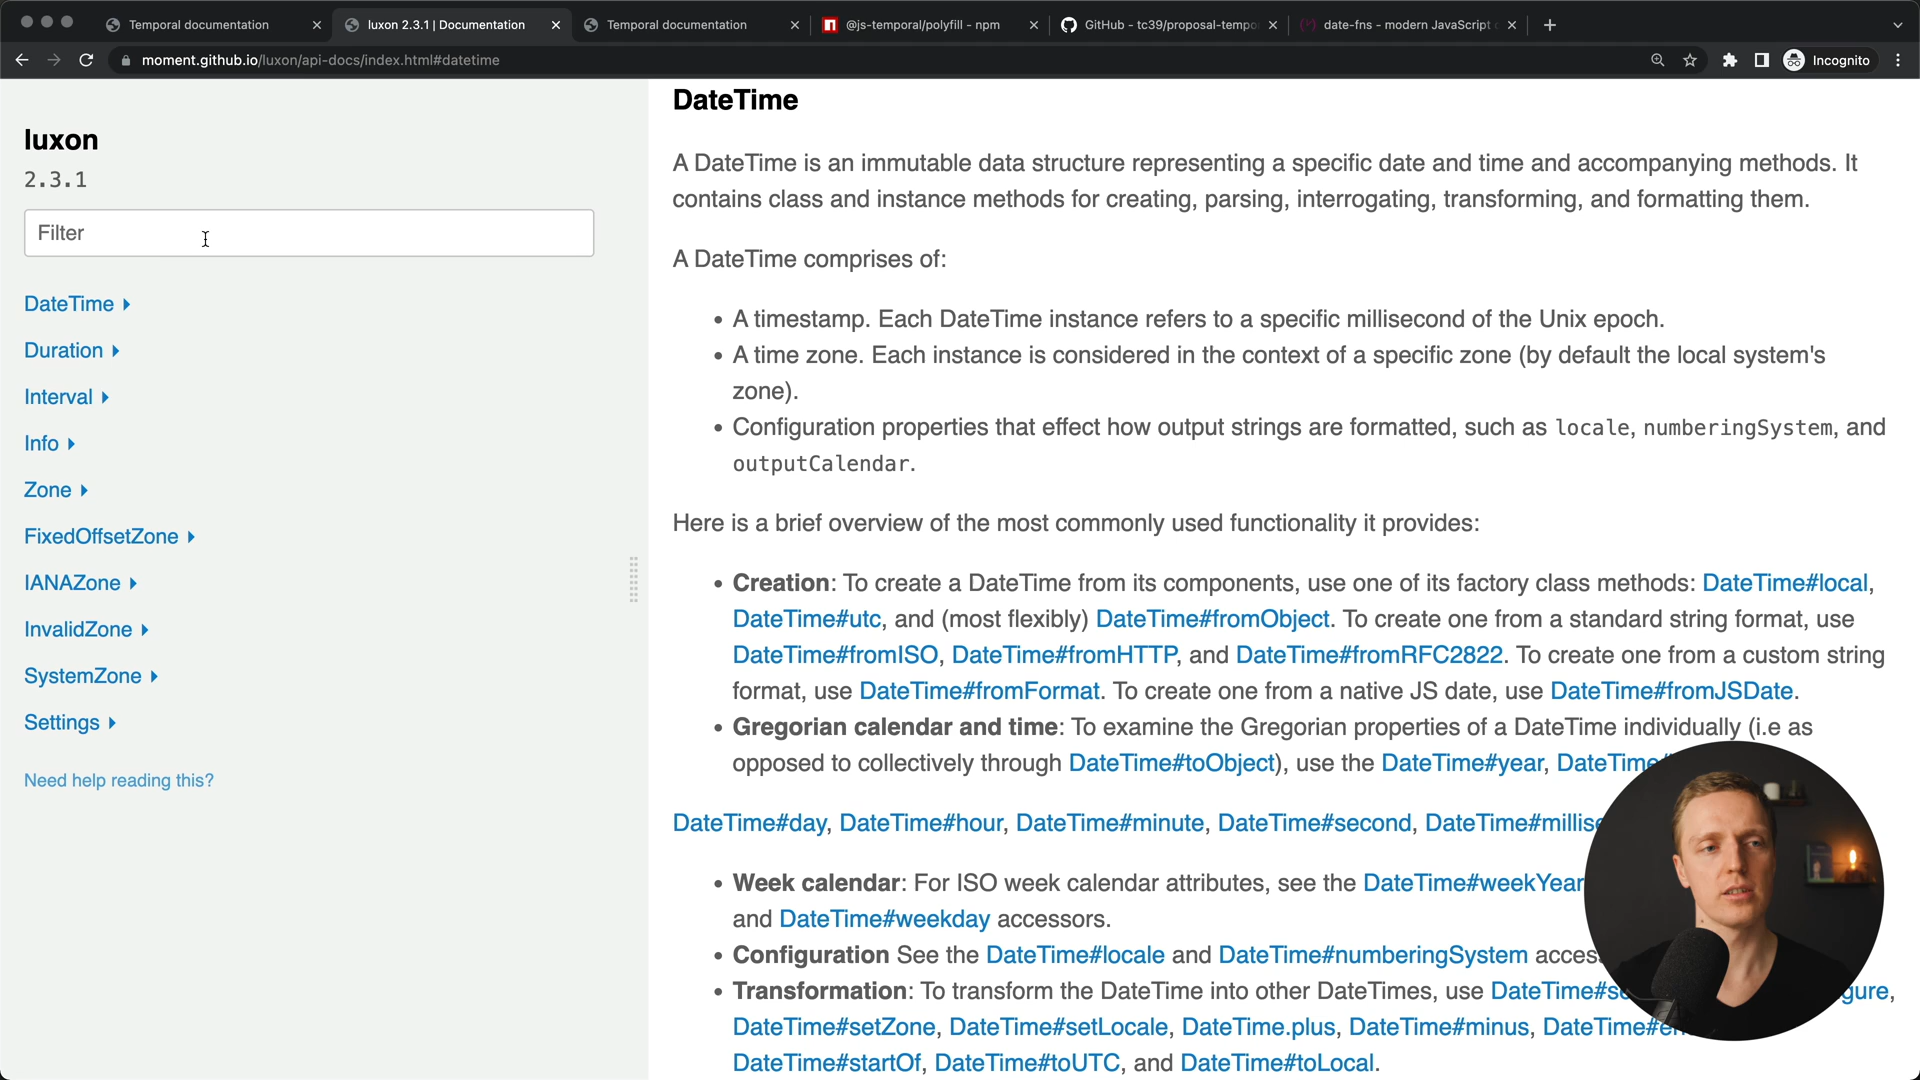 Temporal documentation
luxon 2.3.1 | Documentation
Temporal documentation
@js-temporal/polyfill - npm
GitHub - tc39/proposal-tempo
date-fns - modern JavaScript
moment.github.io/luxon/api-docs/index.html#datetime
Incognito
luxon
2.3.1
Filter
DateTime
Duration
Interval
Info
Zone
FixedOffsetZone
IANAZone
InvalidZone
SystemZone
Settings
Need help reading this?
DateTime
A DateTime is an immutable data structure representing a specific date and time and accompanying methods. It
contains class and instance methods for creating, parsing, interrogating, transforming, and formatting them.
A DateTime comprises of:
• A timestamp. Each DateTime instance refers to a specific millisecond of the Unix epoch.
• A time zone. Each instance is considered in the context of a specific zone (by default the local system's
zone).
• Configuration properties that effect how output strings are formatted, such as locale, numberingSystem, and
outputCalendar.
Here is a brief overview of the most commonly used functionality it provides:
• Creation: To create a DateTime from its components, use one of its factory class methods: DateTime#local,
DateTime#utc, and (most flexibly) DateTime#fromObject. To create one from a standard string format, use
DateTime#fromISO, DateTime#fromHTTP, and DateTime#fromRFC2822. To create one from a custom string
format, use DateTime#fromFormat. To create one from a native JS date, use DateTime#fromJSDate.
• Gregorian calendar and time: To examine the Gregorian properties of a DateTime individually (i.e as
opposed to collectively through DateTime#toObject), use the DateTime#year, DateTime#
DateTime#day, DateTime#hour, DateTime#minute, DateTime#second, DateTime#millise
• Week calendar: For ISO week calendar attributes, see the DateTime#weekYear
and DateTime#weekday accessors.
• Configuration See the DateTime#locale and DateTime#numberingSystem acces
• Transformation: To transform the DateTime into other DateTimes, use DateTime#se gure,
DateTime#setZone, DateTime#setLocale, DateTime.plus, DateTime#minus, DateTime#en
DateTime#startOf, DateTime#toUTC, and DateTime#toLocal.